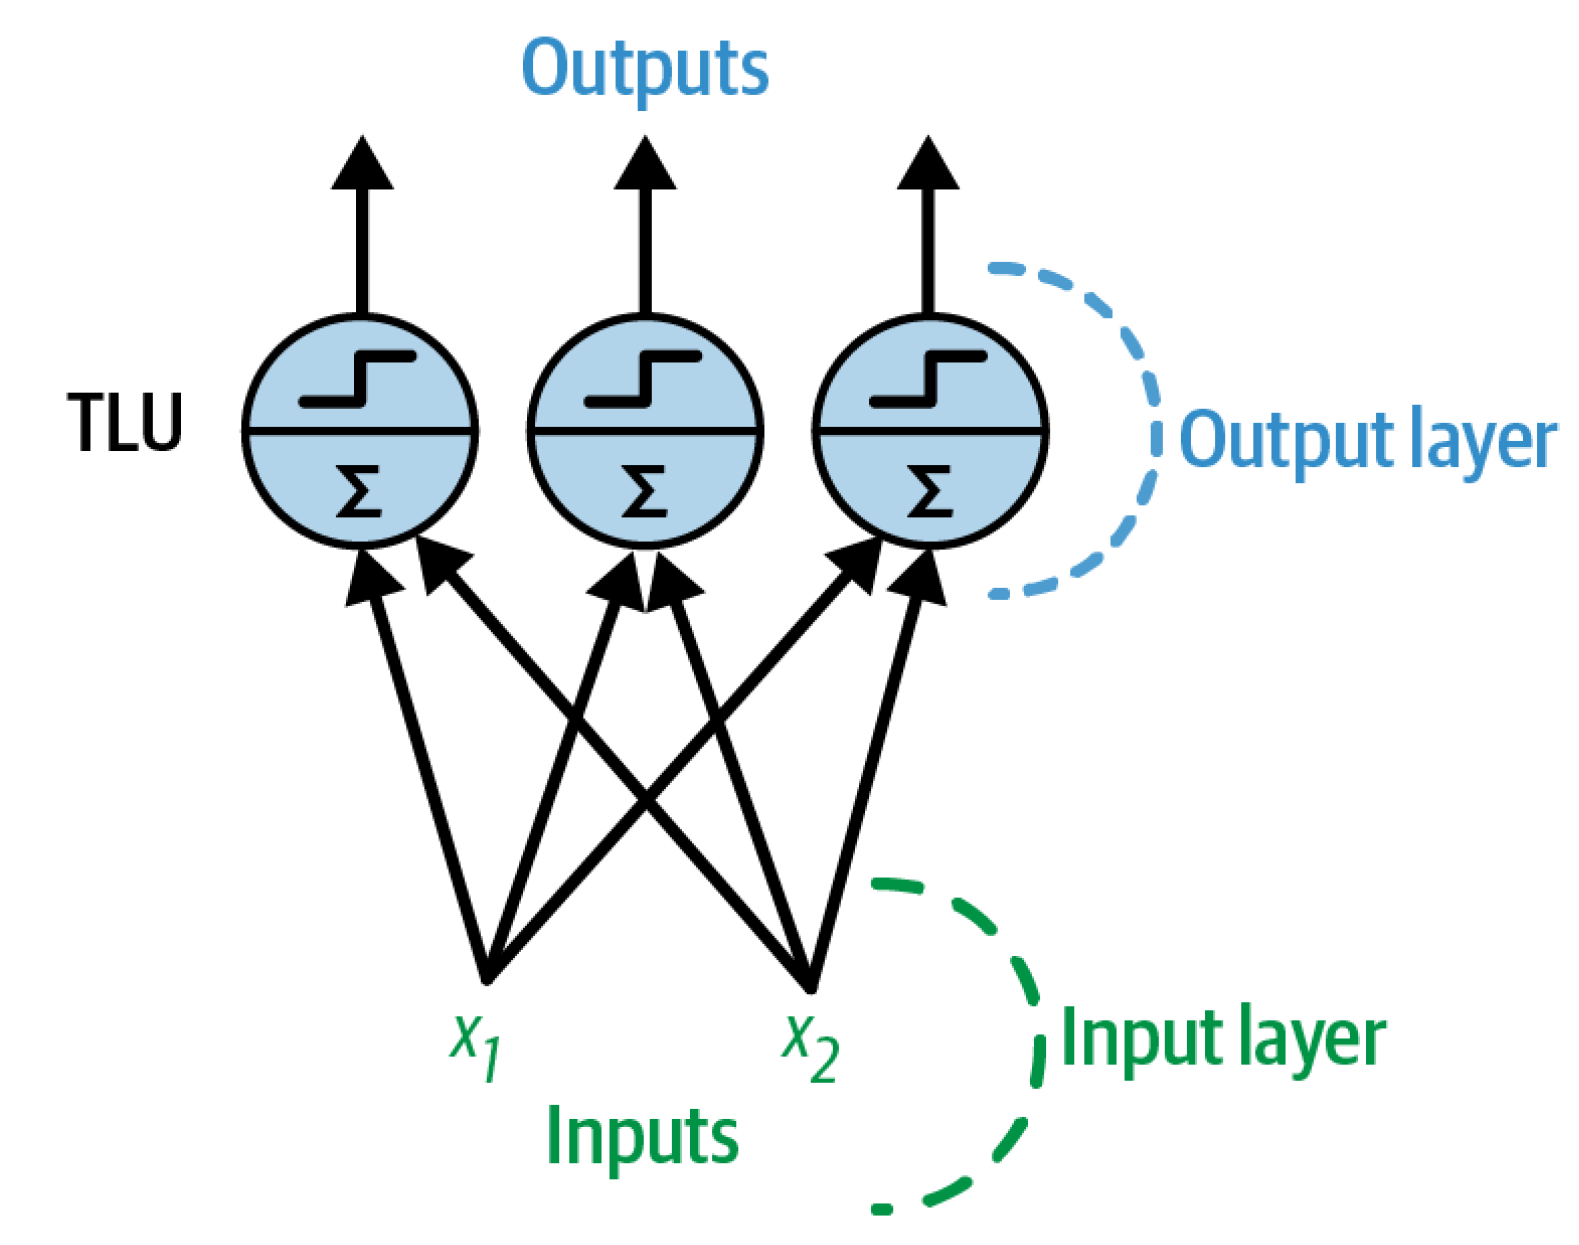 Outputs
TLU
Σ
Σ
Σ
Output layer
x1
x2
Input layer
Inputs